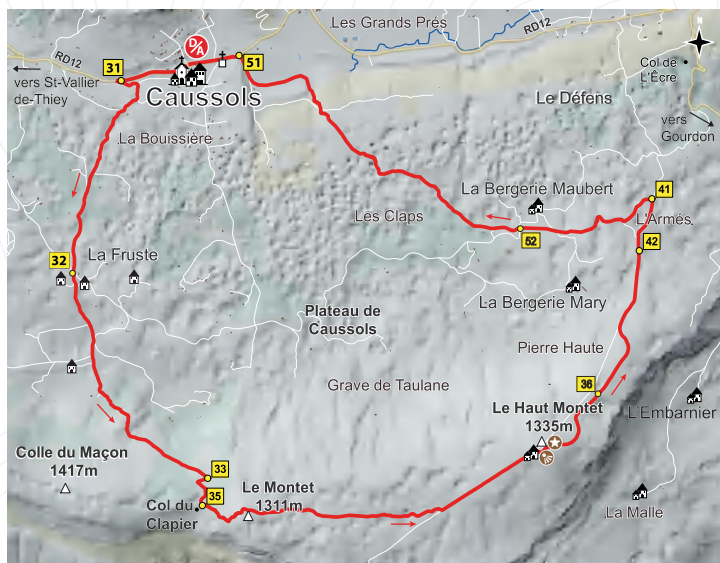 Les Grands Prés
RD12
N
D/A
RD12
31
51
Col de
L'Écre
vers St-Vallier
de-Thiey
Caussols
Le Défens
vers
Gourdon
La Bouissière
La Bergerie Maubert
41
Les Claps
L'Armés
52
42
32
La Fruste
La Bergerie Mary
Plateau de
Caussols
Pierre Haute
Grave de Taulane
36
Le Haut Montet
1335m
L'Embarnier
Colle du Maçon
1417m
33
35
Le Montet
1311m
Col du
Clapier
La Malle